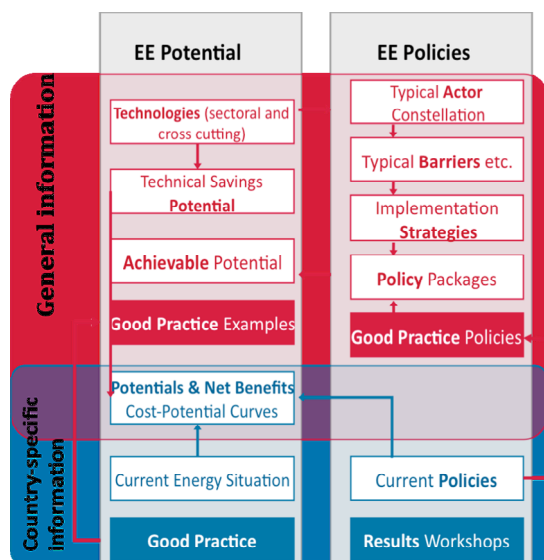 EE Potential
EE Policies
General information
Technologies (sectoral and
cross cutting)
Technical Savings
Potential
Achievable Potential
Good Practice Examples
Typical Actor
Constellation
Typical Barriers etc.
Implementation
Strategies
Policy Packages
Good Practice Policies
Country-specific
information
Potentials & Net Benefits
Cost-Potential Curves
Current Energy Situation
Good Practice
Current Policies
Results Workshops